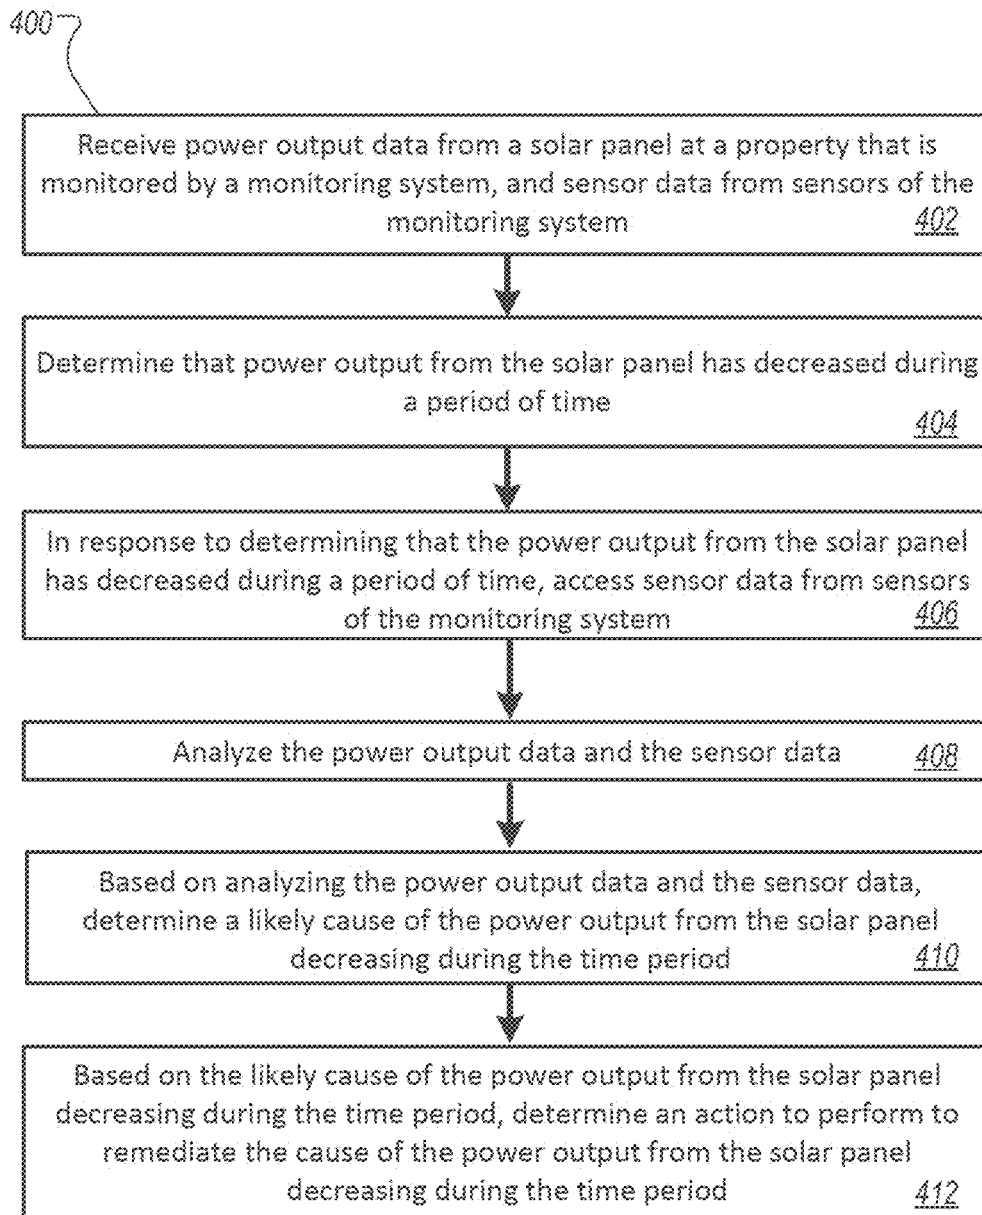 400
Receive power output data from a solar panel at a property that is
monitored by a monitoring system, and sensor data from sensors of the
monitoring system
402
Determine that power output from the solar panel has decreased during
a period of time
404
In response to determining that the power output from the solar panel
has decreased during a period of time, access sensor data from sensors
of the monitoring system
406
Analyze the power output data and the sensor data
408
Based on analyzing the power output data and the sensor data,
determine a likely cause of the power output from the solar panel
decreasing during the time period
410
Based on the likely cause of the power output from the solar panel
decreasing during the time period, determine an action to perform to
remediate the cause of the power output from the solar panel
decreasing during the time period
412